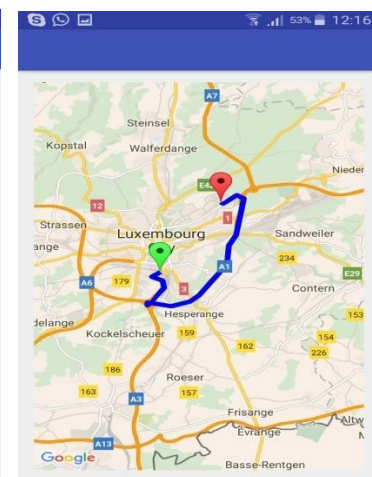 53% 12:16
A7
Steinsel
Kopstal
Walferdange
Nieder
E4
12
1
Strassen
Luxembourg
Sandweiler
ange
234
A1
E29
A6
179
3
Contern
Hesperange
153
delange
Kockelscheuer
159
154
162
226
186
Roeser
163
157
A3
Frisange
Altw
A13
Evrange
Google
Basse-Rentgen